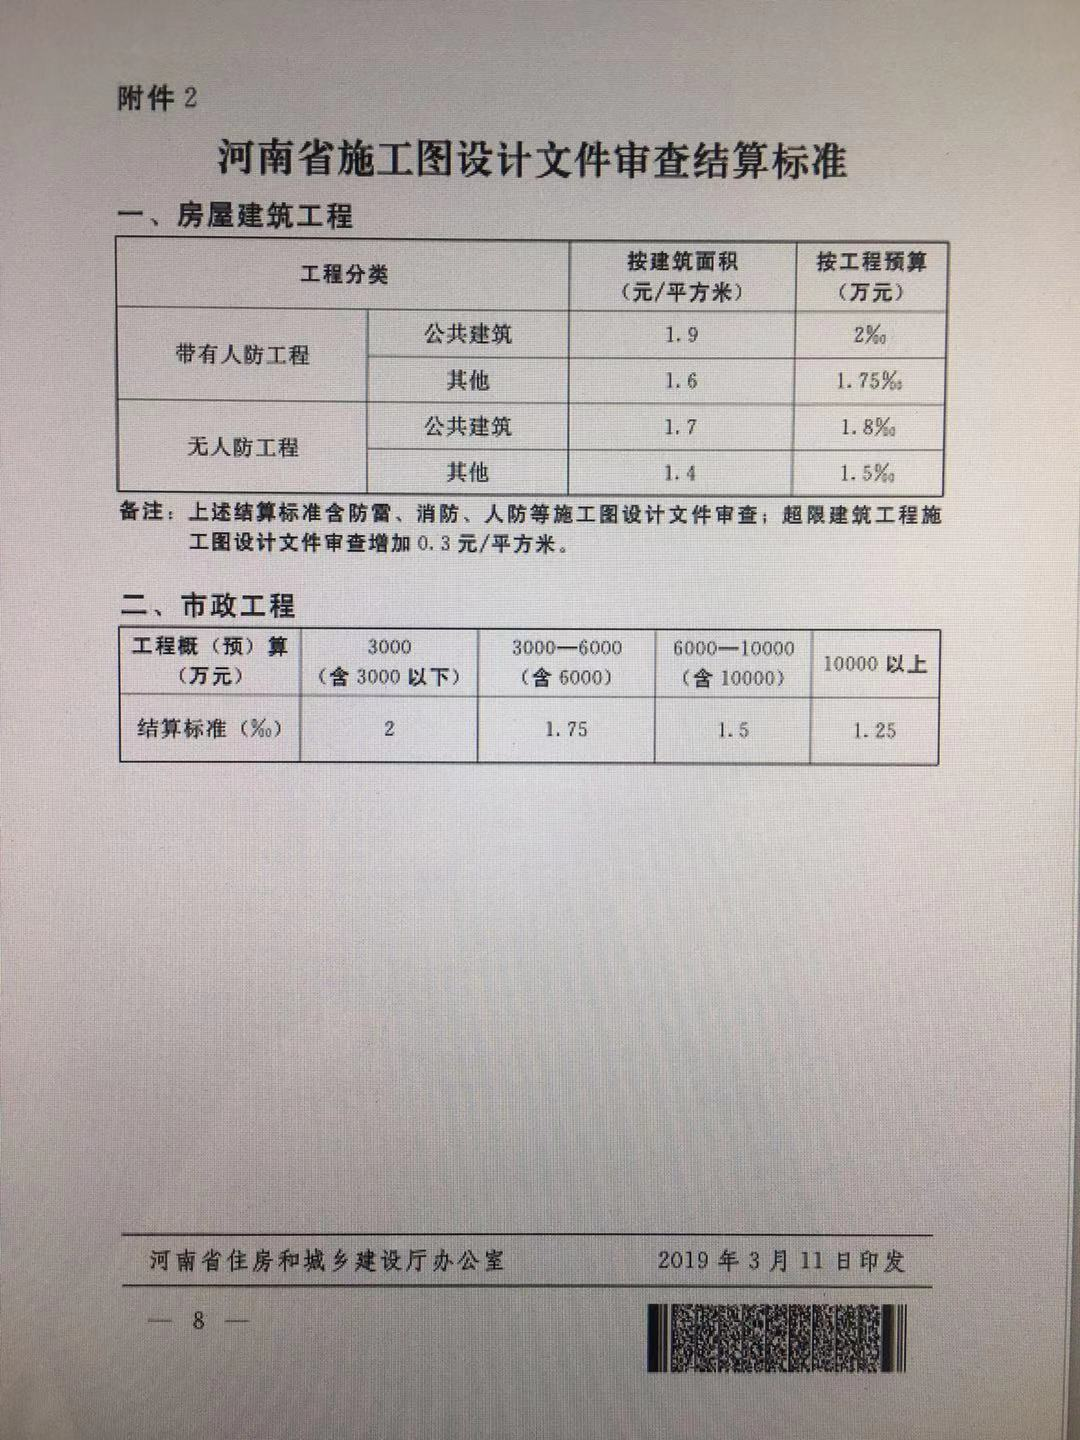 附件 2
河南省施工图设计文件审查结算标准
一、房屋建筑工程
工程分类
按建筑面积
（元/平方米）
按工程预算
（万元）
带有人防工程
公共建筑
1.9
2‰
其他
1.6
1.75‰
无人防工程
公共建筑
1.7
1.8‰
其他
1.4
1.5‰
备注：上述结算标准含防雷、消防、人防等施工图设计文件审查；超限建筑工程施
工图设计文件审查增加 0.3 元/平方米。
二、市政工程
工程概（预）算
（万元）
3000
（含 3000 以下）
3000—6000
（含 6000）
6000—10000
（含 10000）
10000 以上
结算标准（‰）
2
1.75
1.5
1.25
河南省住房和城乡建设厅办公室
2019 年 3 月 11 日印发
— 8 —